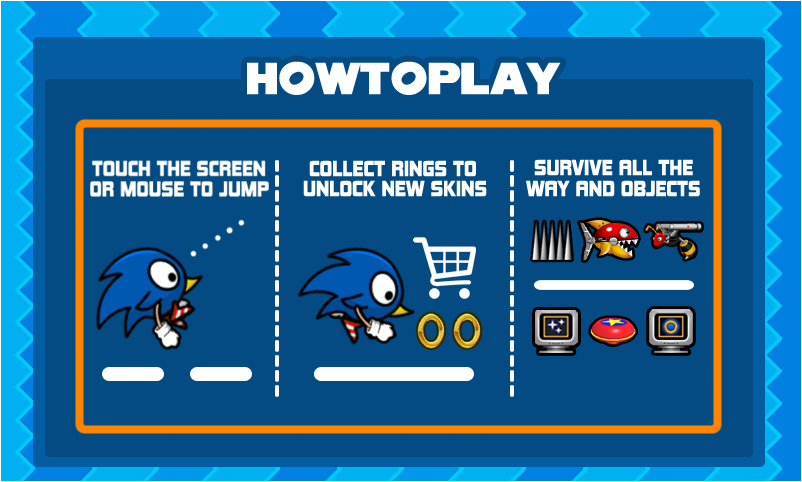 HOWTOPLAY
TOUCH THE SCREEN
OR MOUSE TO JUMP
COLLECT RINGS TO
UNLOCK NEW SKINS
SURVIVE ALL THE
WAY AND OBJECTS